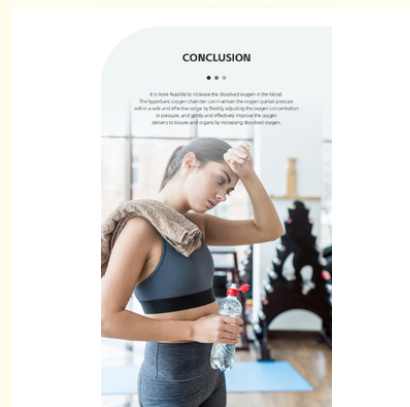 CONCLUSION
It is more feasible to increase the dissolved oxygen in the blood.
The hyperbaric oxygen chamber can maintain the oxygen partial pressure
within a safe and effective range by flexibly adjusting the oxygen concentration
or pressure, and gently and effectively improve the oxygen
delivery to tissues and organs by increasing dissolved oxygen.